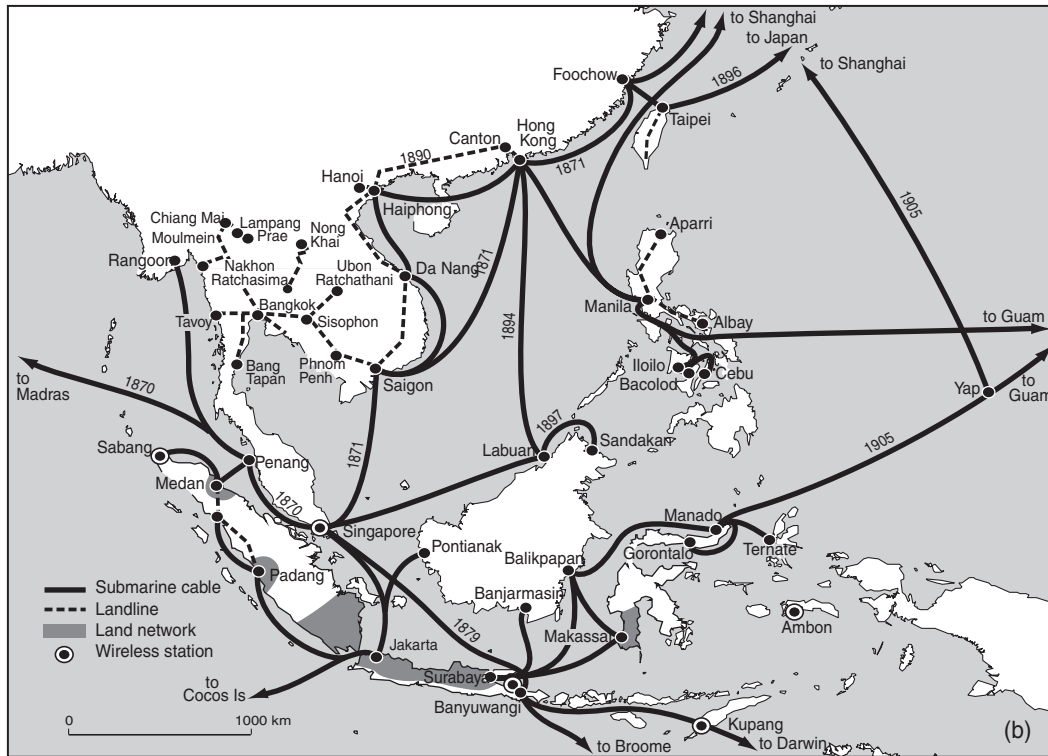 to Shanghai
to Japan
to Shanghai
Foochow
1896
Taipei
Hong
Kong
Canton
1890
1871
Hanoi
Haiphong
1905
Chiang Mai
Lampang
Prae
Nong
Khai
Moulmein
Aparri
Rangoon
Nakhon
Ratchasima
Ubon
Ratchathani
Da Nang
1871
Bangkok
Manila
Tavoy
Sisophon
Albay
to Guam
1894
Bang
Tapan
Phnom
Penh
Saigon
Iloilo
Bacolod
Cebu
to
Madras
1870
Yap
to
Guam
1897
Sabang
Penang
1871
Labuan
Sandakan
1905
Medan
1870
Singapore
Manado
Pontianak
Balikpapan
Gorontalo
Ternate
Padang
Banjarmasin
Submarine cable
Landline
Land network
Wireless station
1879
Makassar
Ambon
Jakarta
Surabaya
to
Cocos Is
Banyuwangi
Kupang
0
1000 km
to Broome
to Darwin
(b)